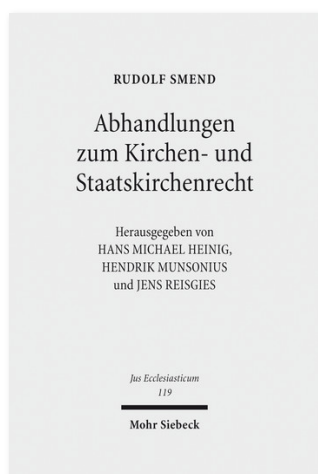 RUDOLF SMEND
Abhandlungen
zum Kirchen- und
Staatskirchenrecht
Herausgegeben von
HANS MICHAEL HEINIG,
HENDRIK MUNSONIUS
und JENS REISGIES
Jus Ecclesiasticum
119
Mohr Siebeck